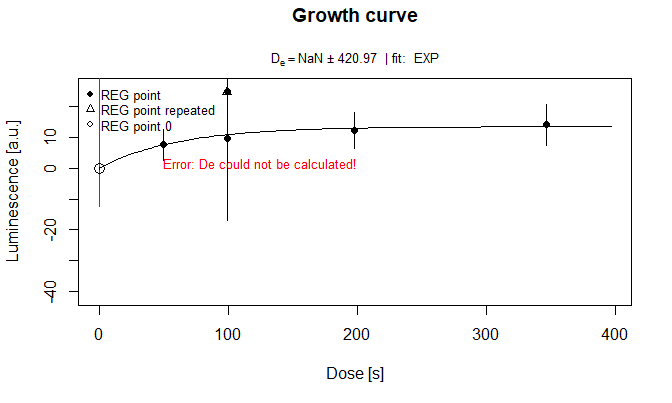 Growth curve
De = NaN ± 420.97 | fit: EXP
REG point
REG point repeated
REG point 0
Error: De could not be calculated!
Luminescence [a.u.]
10
0
-20
-40
0 100 200 300 400
Dose [s]